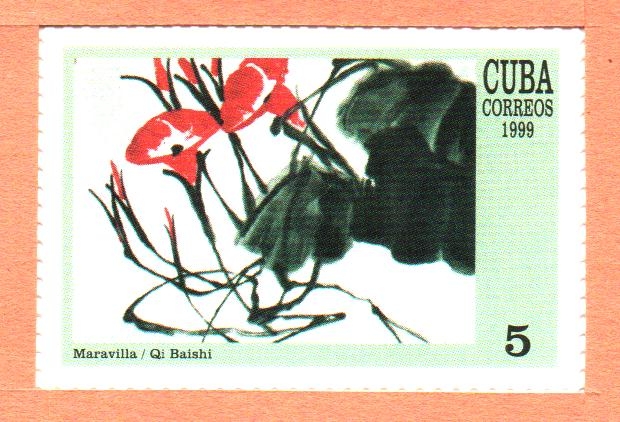 CUBA
CORREOS
1999
5
Maravilla / Qi Baishi